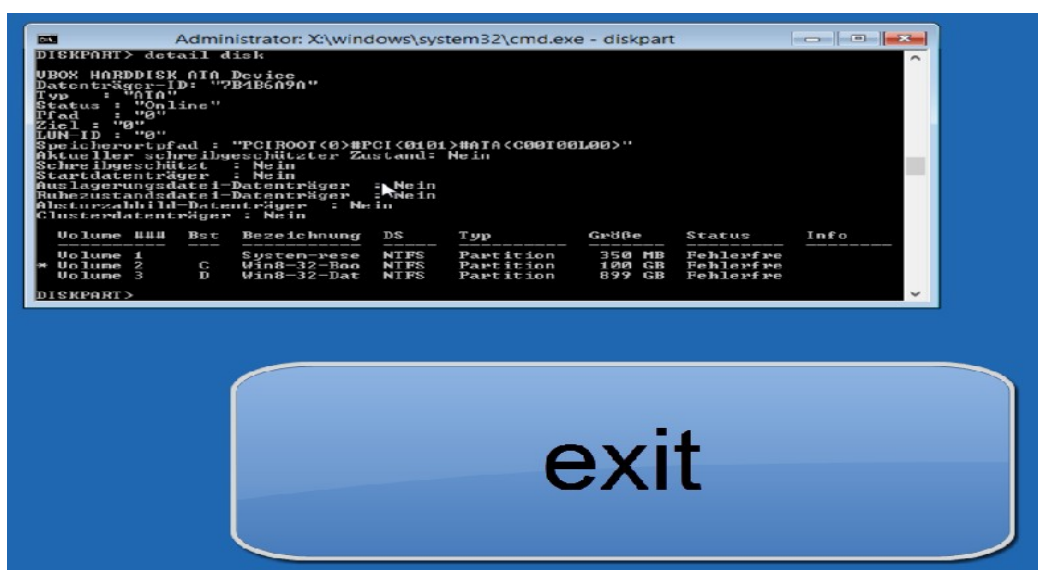 Administrator: X:\windows\system32\cmd.exe - diskpart
DISKPART> detail disk
VBOX HARDDISK ATA Device
Datenträger-ID: "7B1B6A9A"
Typ : "ATA"
Status : "Online"
Pfad : "0"
Ziel : "0"
LUN-ID : "0"
Speicherortpfad : "PCIROOT(0)#PCI(0101)#ATA(C00T00L00)"
Aktueller schreibgeschützter Zustand: Nein
Schreibgeschützt : Nein
Startdatenträger : Nein
Auslagerungsdatei-Datenträger : Nein
Ruhezustandsdatei-Datenträger : Nein
Absturzabbild-Datenträger : Nein
Clusterdatenträger : Nein
Volume ### Bst Bezeichnung DS Typ Größe Status Info
Volume 1 System-rese NTFS Partition 350 MB Fehlerfre
* Volume 2 C Win8-32-Boo NTFS Partition 100 GB Fehlerfre
Volume 3 D Win8-32-Dat NTFS Partition 899 GB Fehlerfre
DISKPART>
exit